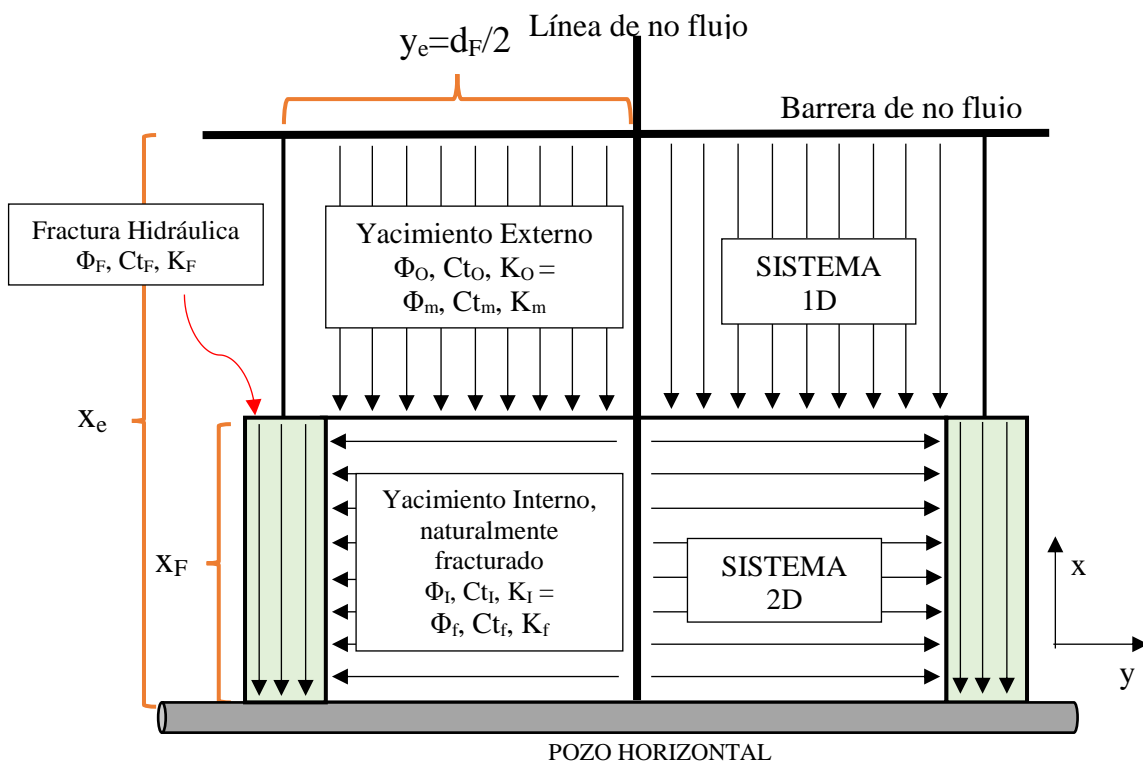 Línea de no flujo
yₑ=d_F/2
Barrera de no flujo
Fractura Hidráulica
Φ_F, Ct_F, K_F
Yacimiento Externo
Φ_O, Ct_O, K_O =
Φ_m, Ct_m, K_m
SISTEMA
1D
xₑ
x_F
Yacimiento Interno,
naturalmente
fracturado
Φ_I, Ct_I, K_I =
Φ_f, Ct_f, K_f
SISTEMA
2D
x
y
POZO HORIZONTAL